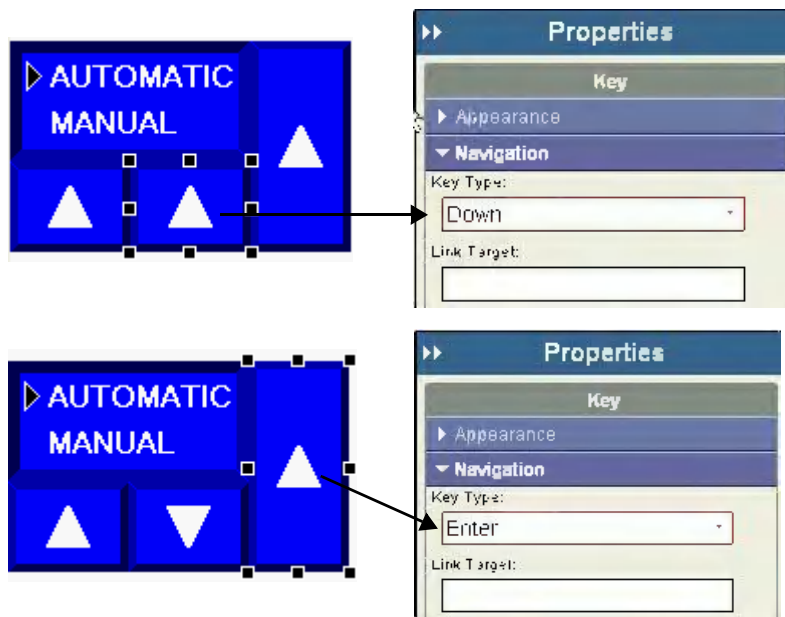 AUTOMATIC
MANUAL
Properties
Key
Appearance
Navigation
Key Type:
Down
Link Target:
AUTOMATIC
MANUAL
Properties
Key
Appearance
Navigation
Key Type:
Enter
Link Target: